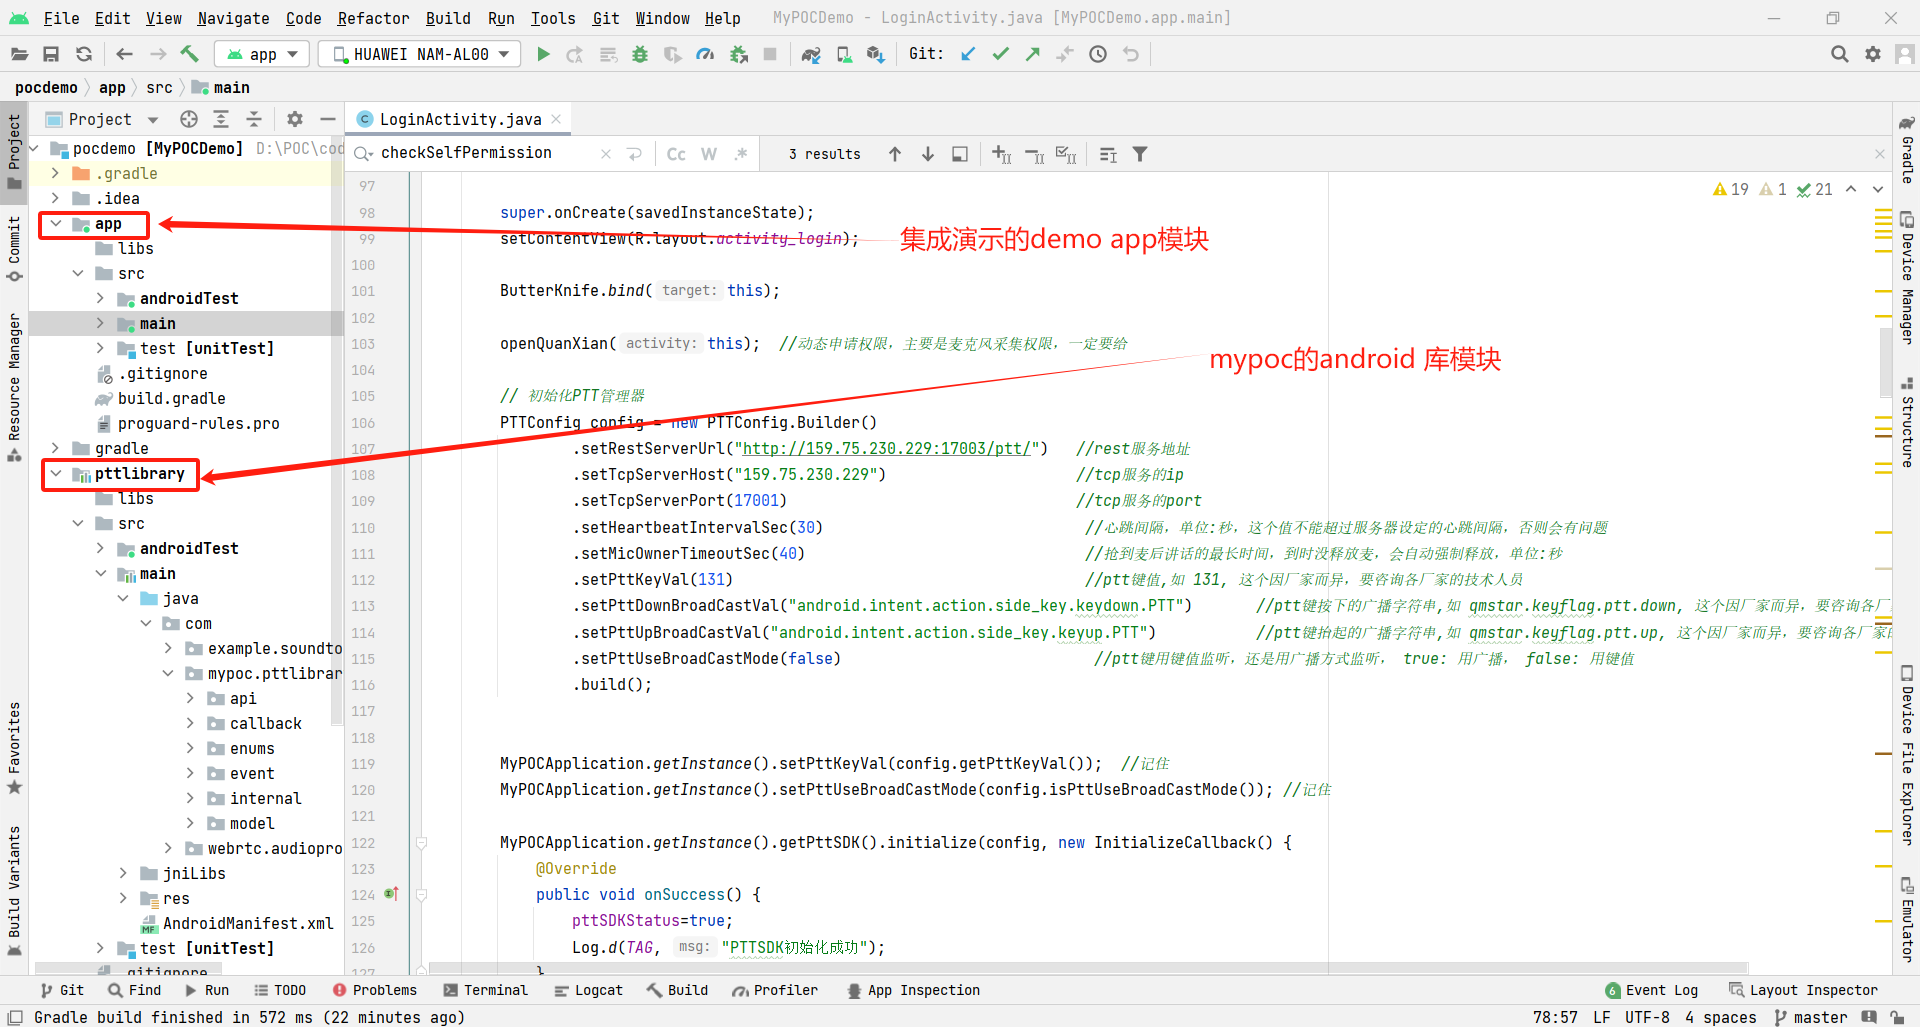 File Edit View Navigate Code Refactor Build Run Tools Git Window Help MyPOCDemo - LoginActivity.java [MyPOCDemo.app.main]
app HUAWEI NAM-AL00 Git:
pocdemo app src main
Project
Commit
Resource Manager
Favorites
Build Variants
Project
pocdemo [MyPOCDemo] D:\POC\cod
.gradle
.idea
app
libs
src
androidTest
main
test [unitTest]
.gitignore
build.gradle
proguard-rules.pro
gradle
pttlibrary
libs
src
androidTest
main
java
com
example.soundto
mypoc.pttlibrar
api
callback
enums
event
internal
model
webrtc.audiopro
jniLibs
res
AndroidManifest.xml
test [unitTest]
.gitignore
LoginActivity.java
checkSelfPermission Cc W .* 3 results
19 1 21
97
98 super.onCreate(savedInstanceState);
99 setContentView(R.layout.activity_login);
集成演示的demo app模块
100
101 ButterKnife.bind( target: this);
102
103 openQuanXian( activity: this); //动态申请权限，主要是麦克风采集权限，一定要给
mypoc的android 库模块
104
105 // 初始化PTT管理器
106 PTTConfig config = new PTTConfig.Builder()
107 .setRestServerUrl("http://159.75.230.229:17003/ptt/") //rest服务地址
108 .setTcpServerHost("159.75.230.229") //tcp服务的ip
109 .setTcpServerPort(17001) //tcp服务的port
110 .setHeartbeatIntervalSec(30) //心跳间隔，单位:秒，这个值不能超过服务器设定的心跳间隔，否则会有问题
111 .setMicOwnerTimeoutSec(40) //抢到麦后讲话的最长时间，到时没释放麦，会自动强制释放，单位:秒
112 .setPttKeyVal(131) //ptt键值,如 131, 这个因厂家而异，要咨询各厂家的技术人员
113 .setPttDownBroadCastVal("android.intent.action.side_key.keydown.PTT") //ptt键按下的广播字符串,如 qmstar.keyflag.ptt.down, 这个因厂家而异，要咨询各厂
114 .setPttUpBroadCastVal("android.intent.action.side_key.keyup.PTT") //ptt键抬起的广播字符串,如 qmstar.keyflag.ptt.up, 这个因厂家而异，要咨询各厂家的
115 .setPttUseBroadCastMode(false) //ptt键用键值监听，还是用广播方式监听， true: 用广播， false: 用键值
116 .build();
117
118
119 MyPOCApplication.getInstance().setPttKeyVal(config.getPttKeyVal()); //记住
120 MyPOCApplication.getInstance().setPttUseBroadCastMode(config.isPttUseBroadCastMode()); //记住
121
122 MyPOCApplication.getInstance().getPttSDK().initialize(config, new InitializeCallback() {
123 @Override
124 public void onSuccess() {
125 pttSDKStatus=true;
126 Log.d(TAG, msg: "PTTSDK初始化成功");
127 }
Gradle
Device Manager
Structure
Device File Explorer
Emulator
Git Find Run TODO Problems Terminal Logcat Build Profiler App Inspection 6 Event Log Layout Inspector
Gradle build finished in 572 ms (22 minutes ago) 78:57 LF UTF-8 4 spaces master